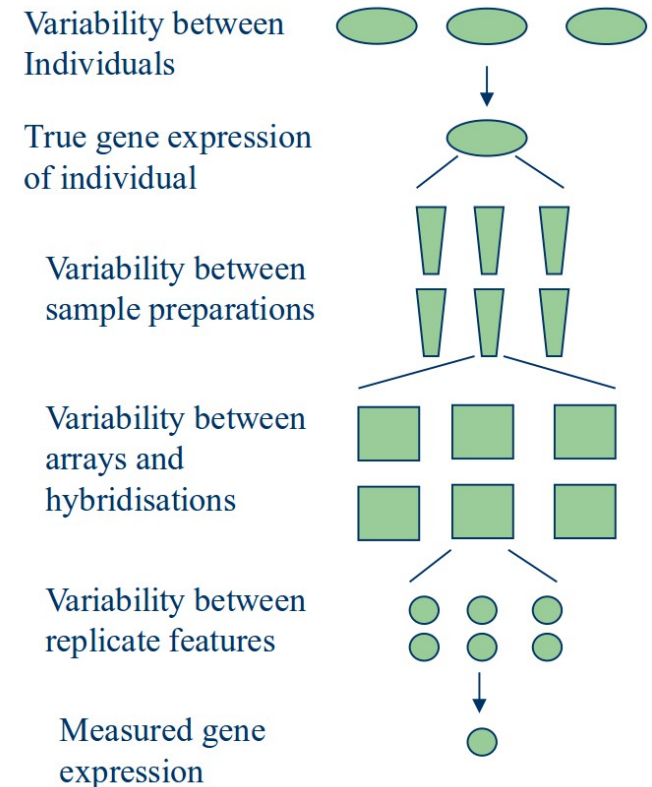 Variability between
Individuals
True gene expression
of individual
Variability between
sample preparations
Variability between
arrays and
hybridisations
Variability between
replicate features
Measured gene
expression